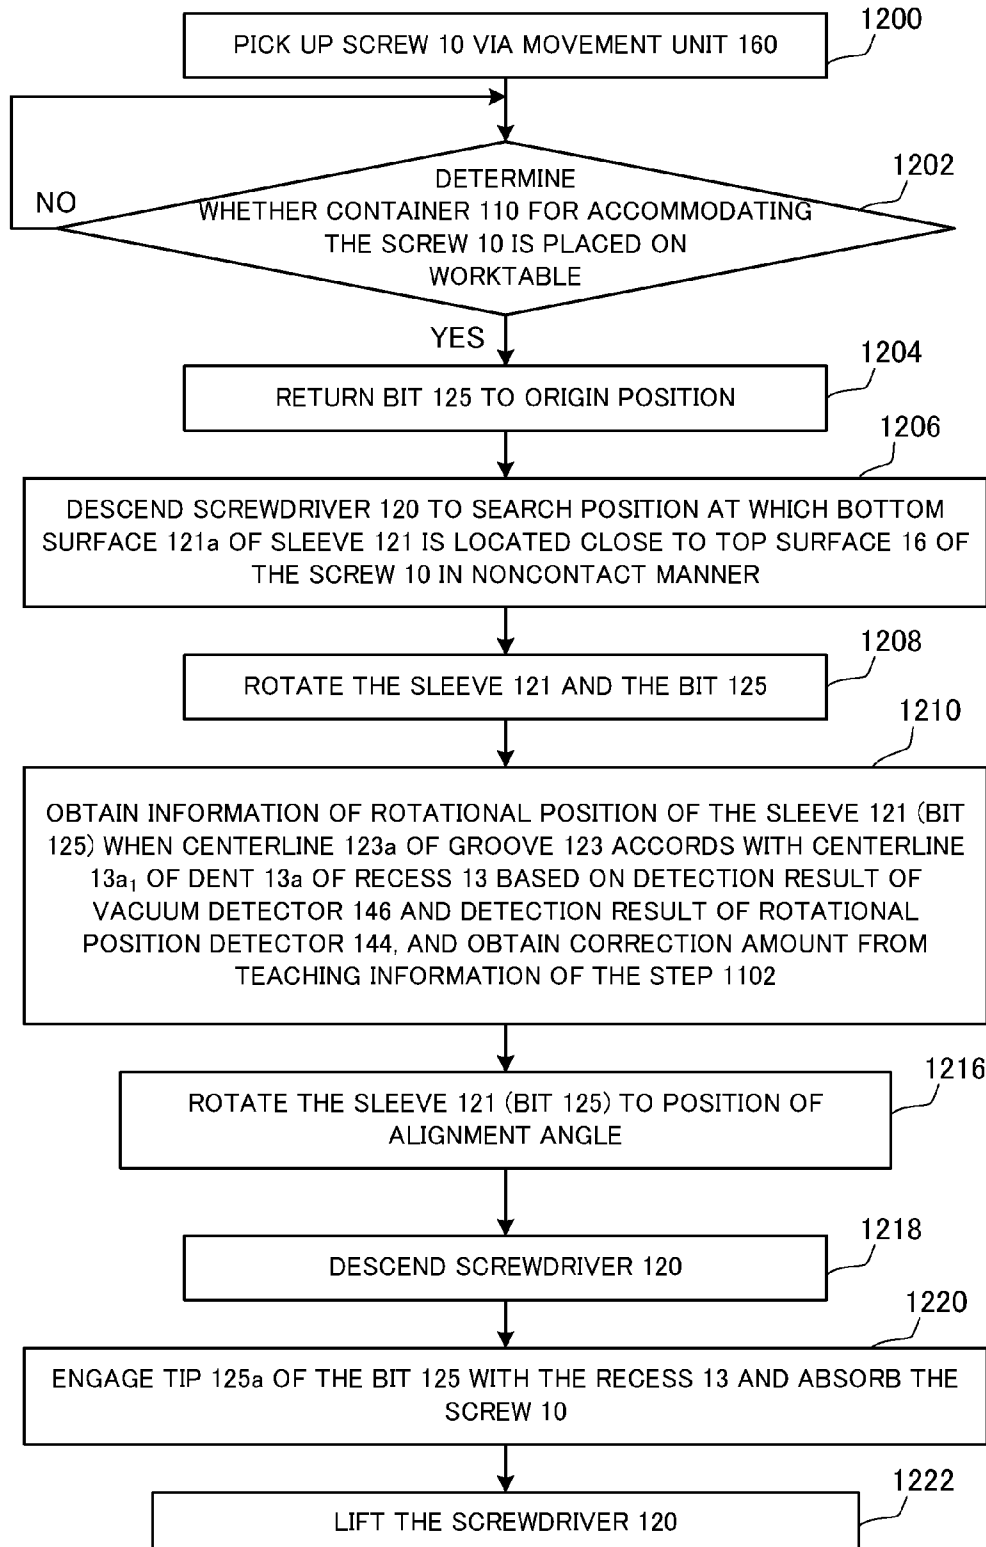 1200
PICK UP SCREW 10 VIA MOVEMENT UNIT 160
1202
DETERMINE
WHETHER CONTAINER 110 FOR ACCOMMODATING
THE SCREW 10 IS PLACED ON
WORKTABLE
NO
YES
1204
RETURN BIT 125 TO ORIGIN POSITION
1206
DESCEND SCREWDRIVER 120 TO SEARCH POSITION AT WHICH BOTTOM
SURFACE 121a OF SLEEVE 121 IS LOCATED CLOSE TO TOP SURFACE 16 OF
THE SCREW 10 IN NONCONTACT MANNER
1208
ROTATE THE SLEEVE 121 AND THE BIT 125
1210
OBTAIN INFORMATION OF ROTATIONAL POSITION OF THE SLEEVE 121 (BIT
125) WHEN CENTERLINE 123a OF GROOVE 123 ACCORDS WITH CENTERLINE
13a₁ OF DENT 13a OF RECESS 13 BASED ON DETECTION RESULT OF
VACUUM DETECTOR 146 AND DETECTION RESULT OF ROTATIONAL
POSITION DETECTOR 144, AND OBTAIN CORRECTION AMOUNT FROM
TEACHING INFORMATION OF THE STEP 1102
1216
ROTATE THE SLEEVE 121 (BIT 125) TO POSITION OF
ALIGNMENT ANGLE
1218
DESCEND SCREWDRIVER 120
1220
ENGAGE TIP 125a OF THE BIT 125 WITH THE RECESS 13 AND ABSORB THE
SCREW 10
1222
LIFT THE SCREWDRIVER 120